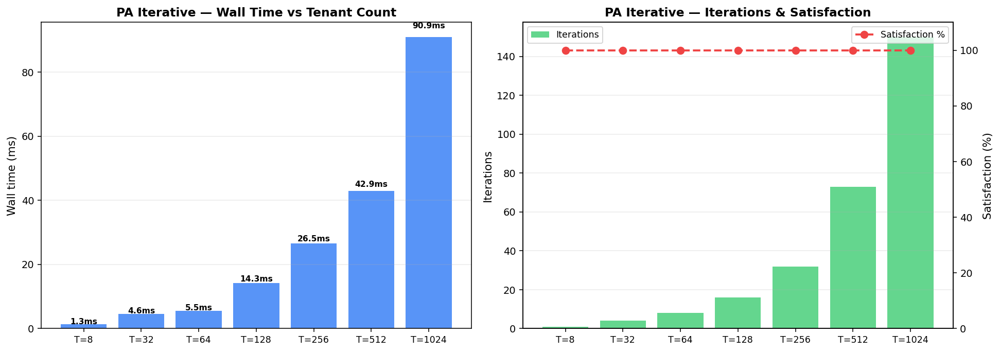 PA Iterative — Wall Time vs Tenant Count
Wall time (ms)
80
60
40
20
0
1.3ms
4.6ms
5.5ms
14.3ms
26.5ms
42.9ms
90.9ms
T=8 T=32 T=64 T=128 T=256 T=512 T=1024
PA Iterative — Iterations & Satisfaction
Iterations
Satisfaction %
Iterations
140
120
100
80
60
40
20
0
100
80
60
40
20
0
Satisfaction (%)
T=8 T=32 T=64 T=128 T=256 T=512 T=1024